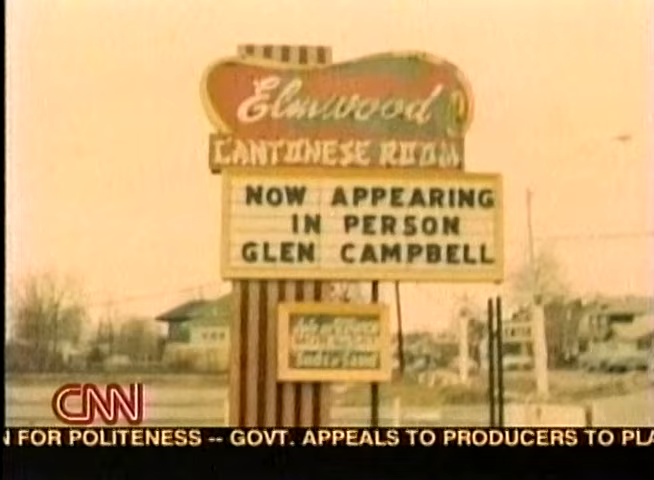 Elmwood
CANTONESE ROOM
NOW APPEARING
IN PERSON
GLEN CAMPBELL
CNN
N FOR POLITENESS -- GOVT. APPEALS TO PRODUCERS TO PLA